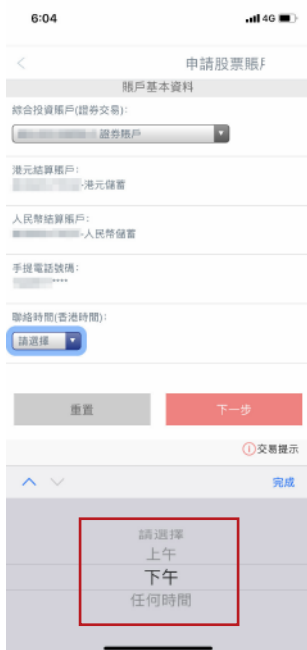 6:04
4G
申請股票賬戶
賬戶基本資料
綜合投資賬戶(證券交易):
證券賬戶
港元結算賬戶:
-港元儲蓄
人民幣結算賬戶:
-人民幣儲蓄
手提電話號碼:
****
聯絡時間(香港時間):
請選擇
重置
下一步
交易提示
完成
請選擇
上午
下午
任何時間